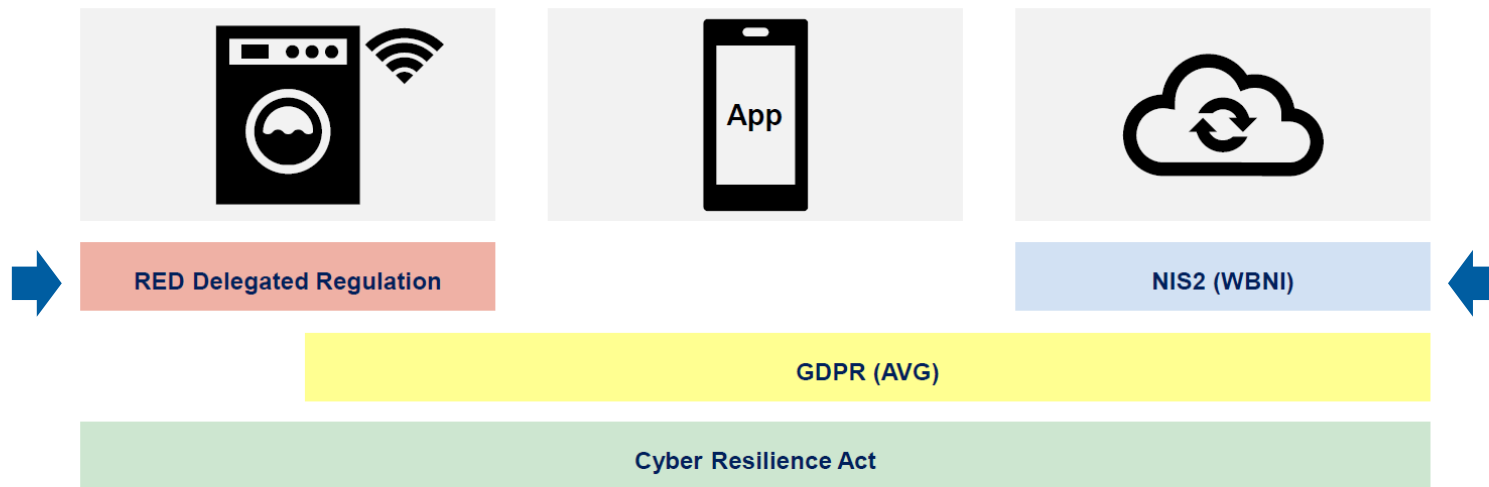 App
RED Delegated Regulation
NIS2 (WBNI)
GDPR (AVG)
Cyber Resilience Act